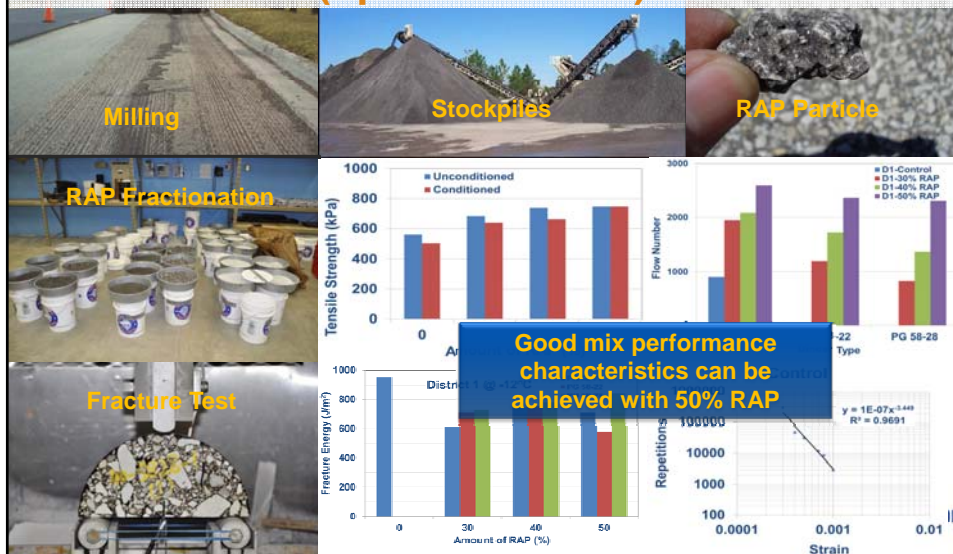 Milling
Stockpiles
RAP Particle
RAP Fractionation
Tensile Strength (kPa)
1000
800
600
400
200
0
Unconditioned
Conditioned
0
Flow Number
3000
2000
1000
D1-Control
D1-30% RAP
D1-40% RAP
D1-50% RAP
-22
PG 58-28
Type
Good mix performance
characteristics can be
achieved with 50% RAP
Fracture Test
Fracture Energy (J/m²)
1000
800
600
400
200
0
District 1 @ -12°C
0
30
40
50
Amount of RAP (%)
Repetitions
100000
10000
1000
100
y = 1E-07x-3.449
R² = 0.9691
0.0001
0.001
0.01
Strain